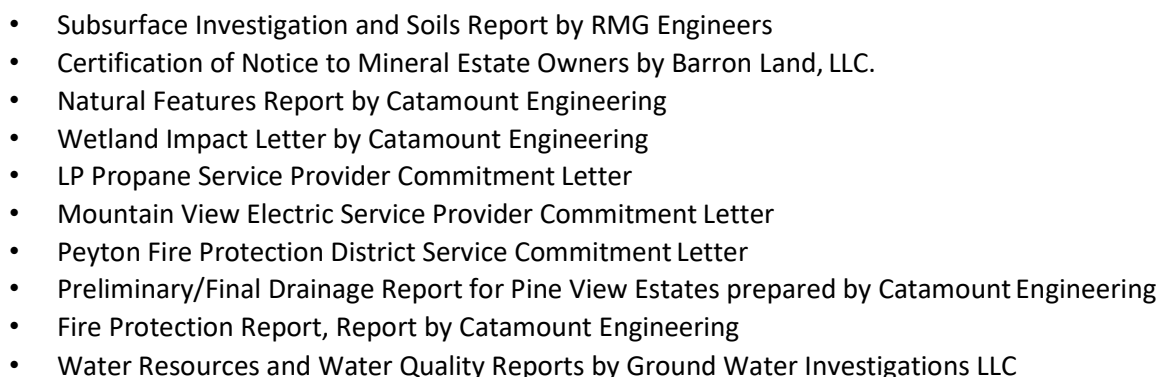 • Subsurface Investigation and Soils Report by RMG Engineers
• Certification of Notice to Mineral Estate Owners by Barron Land, LLC.
• Natural Features Report by Catamount Engineering
• Wetland Impact Letter by Catamount Engineering
• LP Propane Service Provider Commitment Letter
• Mountain View Electric Service Provider Commitment Letter
• Peyton Fire Protection District Service Commitment Letter
• Preliminary/Final Drainage Report for Pine View Estates prepared by Catamount Engineering
• Fire Protection Report, Report by Catamount Engineering
• Water Resources and Water Quality Reports by Ground Water Investigations LLC